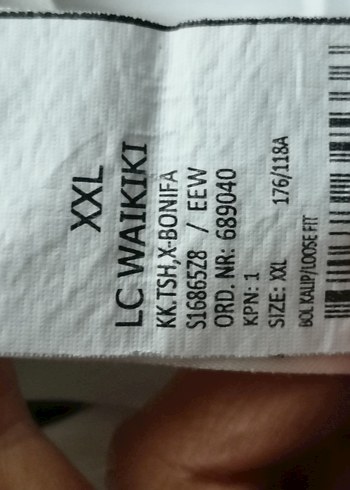 XXL
LC WAIKIKI
KK.TSH,X-BONIFA
S1686528 / EEW
ORD. NR: 689040
KPN: 1
SIZE: XXL 176/118A
BOL KALIP/LOOSE FIT